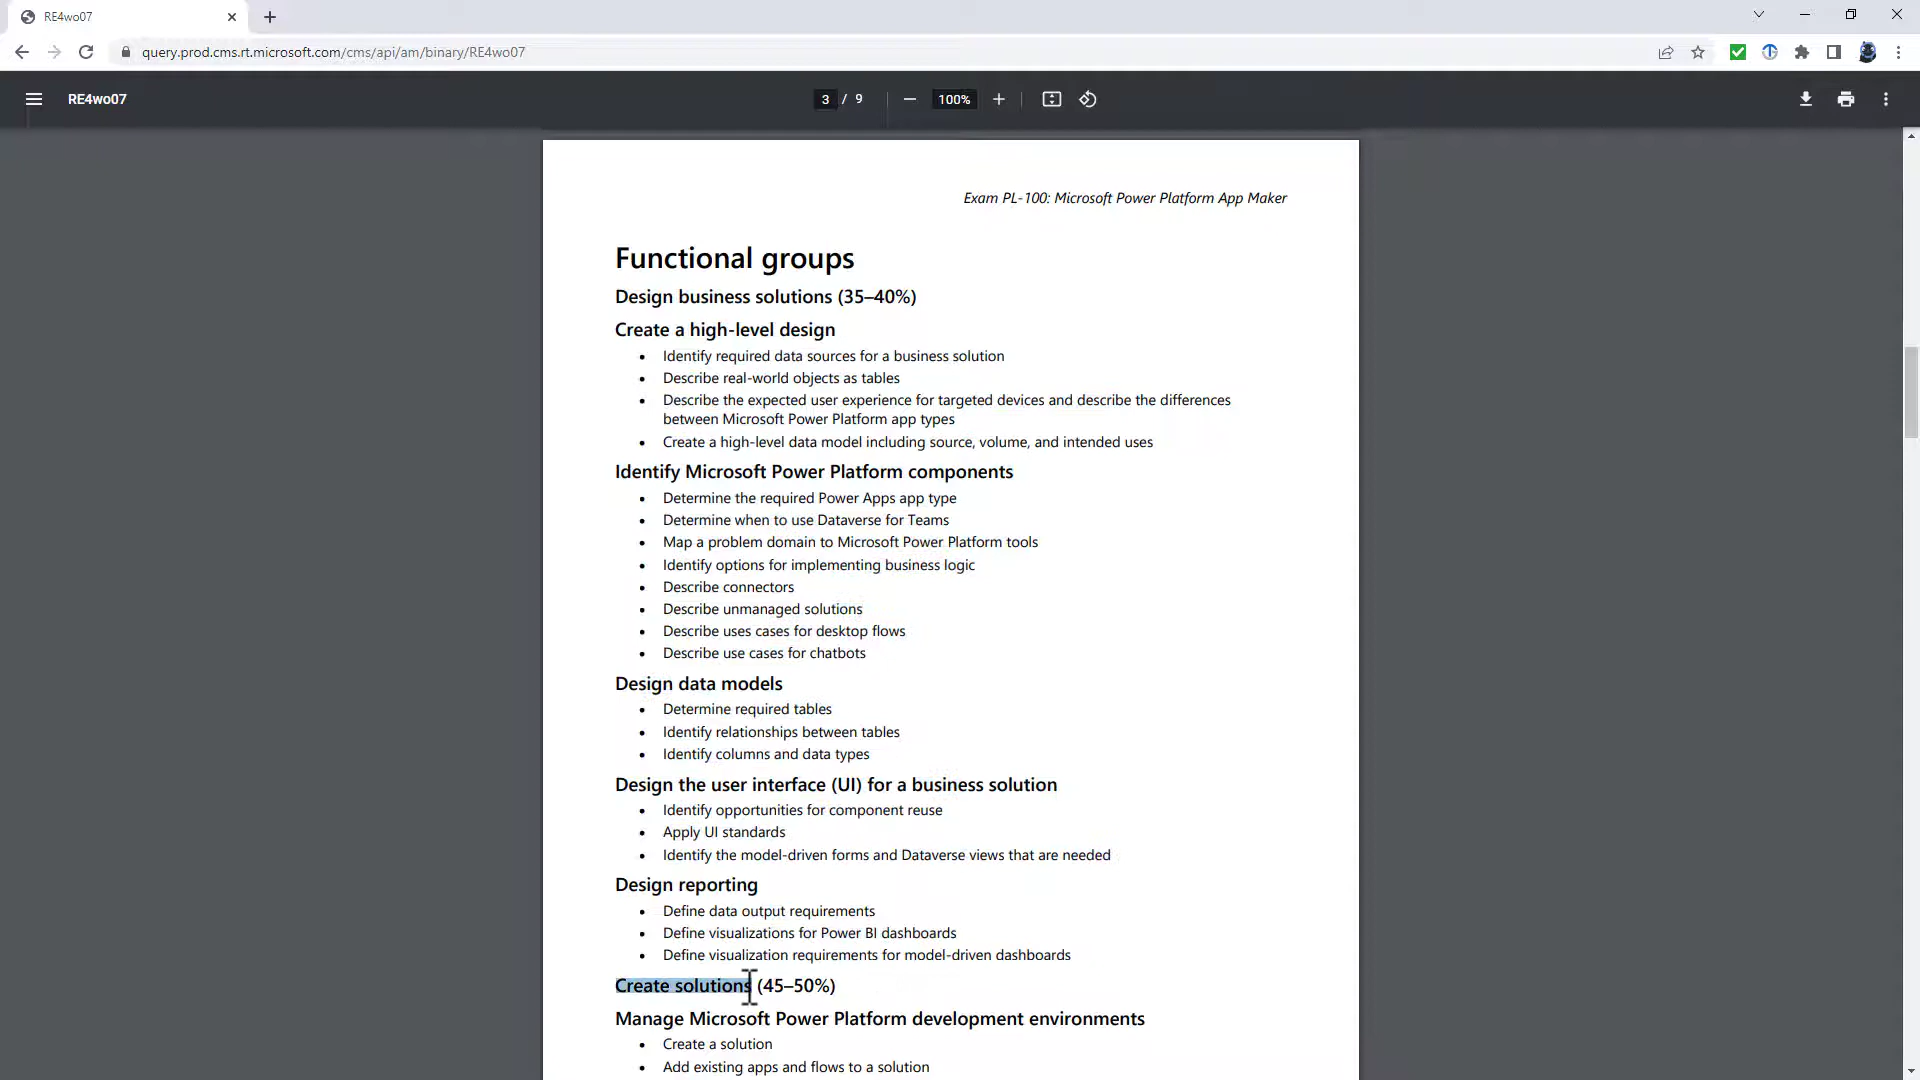 RE4wo07
query.prod.cms.rt.microsoft.com/cms/api/am/binary/RE4wo07
RE4wo07
3 / 9
100%
Exam PL-100: Microsoft Power Platform App Maker
Functional groups
Design business solutions (35–40%)
Create a high-level design
• Identify required data sources for a business solution
• Describe real-world objects as tables
• Describe the expected user experience for targeted devices and describe the differences
between Microsoft Power Platform app types
• Create a high-level data model including source, volume, and intended uses
Identify Microsoft Power Platform components
• Determine the required Power Apps app type
• Determine when to use Dataverse for Teams
• Map a problem domain to Microsoft Power Platform tools
• Identify options for implementing business logic
• Describe connectors
• Describe unmanaged solutions
• Describe uses cases for desktop flows
• Describe use cases for chatbots
Design data models
• Determine required tables
• Identify relationships between tables
• Identify columns and data types
Design the user interface (UI) for a business solution
• Identify opportunities for component reuse
• Apply UI standards
• Identify the model-driven forms and Dataverse views that are needed
Design reporting
• Define data output requirements
• Define visualizations for Power BI dashboards
• Define visualization requirements for model-driven dashboards
Create solutions (45–50%)
Manage Microsoft Power Platform development environments
• Create a solution
• Add existing apps and flows to a solution